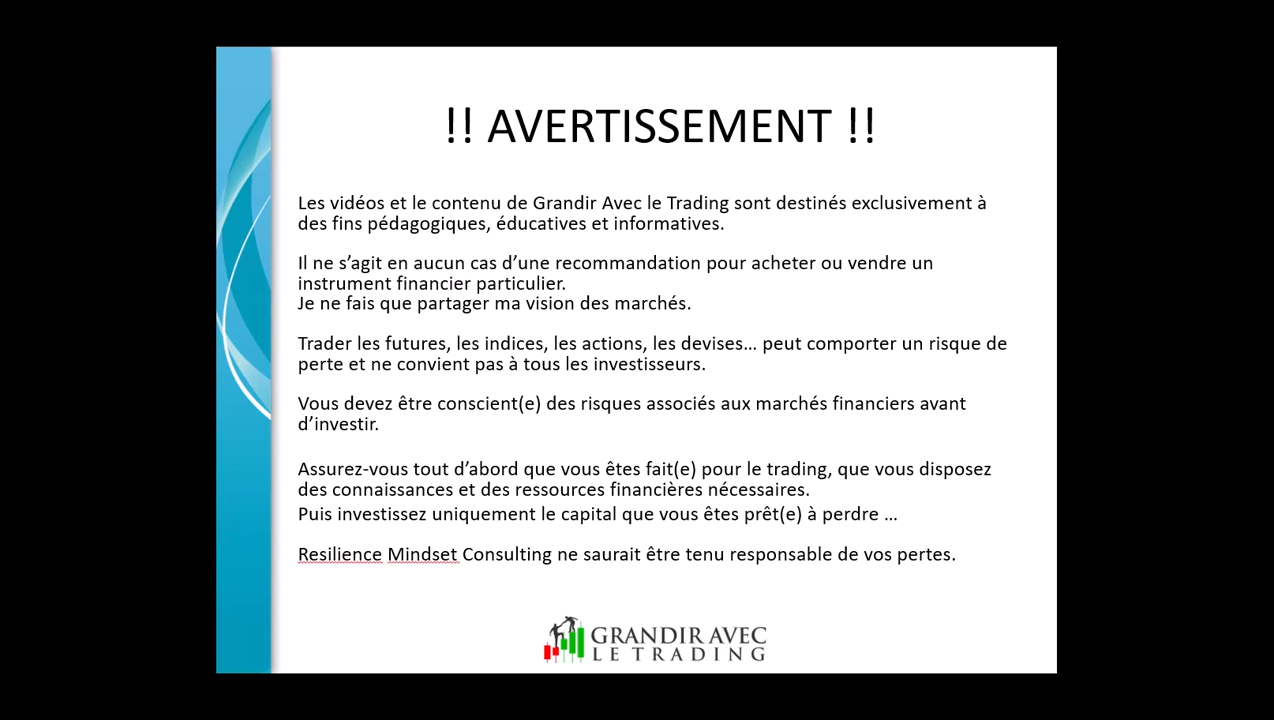 !! AVERTISSEMENT !!
Les vidéos et le contenu de Grandir Avec le Trading sont destinés exclusivement à
des fins pédagogiques, éducatives et informatives.
Il ne s’agit en aucun cas d’une recommandation pour acheter ou vendre un
instrument financier particulier.
Je ne fais que partager ma vision des marchés.
Trader les futures, les indices, les actions, les devises… peut comporter un risque de
perte et ne convient pas à tous les investisseurs.
Vous devez être conscient(e) des risques associés aux marchés financiers avant
d’investir.
Assurez-vous tout d’abord que vous êtes fait(e) pour le trading, que vous disposez
des connaissances et des ressources financières nécessaires.
Puis investissez uniquement le capital que vous êtes prêt(e) à perdre …
Resilience Mindset Consulting ne saurait être tenu responsable de vos pertes.
GRANDIR AVEC
LE TRADING